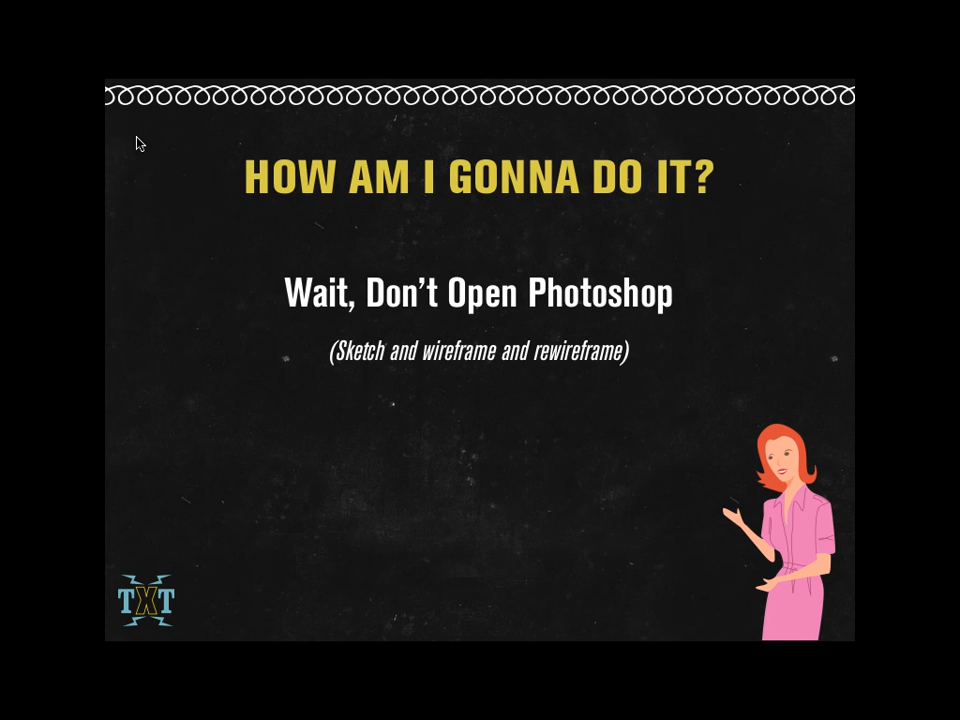 HOW AM I GONNA DO IT?
Wait, Don’t Open Photoshop
(Sketch and wireframe and rewireframe)
TXT